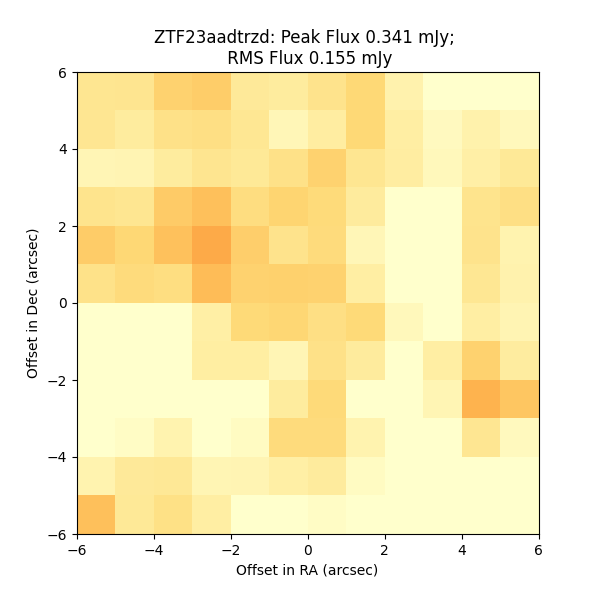 ZTF23aadtrzd: Peak Flux 0.341 mJy;
RMS Flux 0.155 mJy
6
4
2
0
−2
−4
−6
Offset in Dec (arcsec)
−6 −4 −2 0 2 4 6
Offset in RA (arcsec)